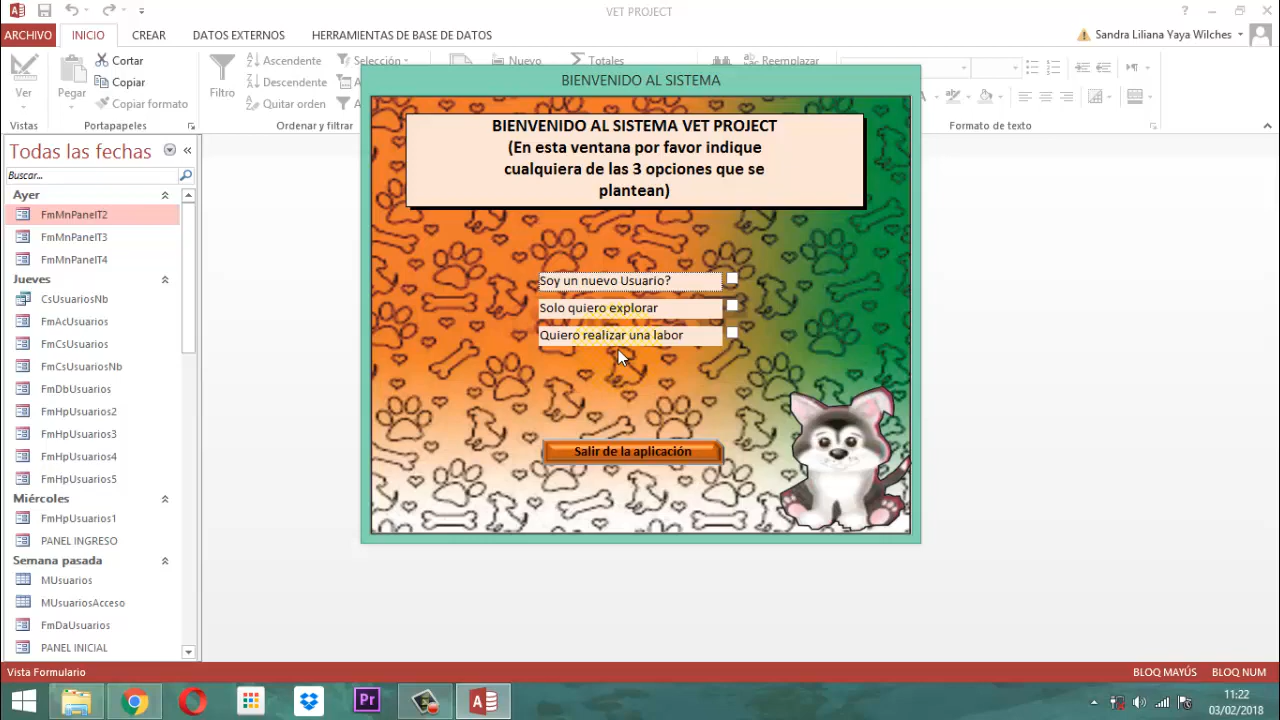 VET PROJECT
ARCHIVO INICIO CREAR DATOS EXTERNOS HERRAMIENTAS DE BASE DE DATOS Sandra Liliana Yaya Wilches
Ver
Vistas
Pegar
Cortar
Copiar
Copiar formato
Portapapeles
Filtro
Ascendente
Descendente
Quitar orden
Selección
A
A
Ordenar y filtrar
Nuevo
Totales
Reemplazar
Formato de texto
Todas las fechas
Buscar...
Ayer
FmMnPanelT2
FmMnPanelT3
FmMnPanelT4
Jueves
CsUsuariosNb
FmAcUsuarios
FmCsUsuarios
FmCsUsuariosNb
FmDbUsuarios
FmHpUsuarios2
FmHpUsuarios3
FmHpUsuarios4
FmHpUsuarios5
Miércoles
FmHpUsuarios1
PANEL INGRESO
Semana pasada
MUsuarios
MUsuariosAcceso
FmDaUsuarios
PANEL INICIAL
BIENVENIDO AL SISTEMA
BIENVENIDO AL SISTEMA VET PROJECT
(En esta ventana por favor indique
cualquiera de las 3 opciones que se
plantean)
Soy un nuevo Usuario?
Solo quiero explorar
Quiero realizar una labor
Salir de la aplicación
Vista Formulario
BLOQ MAYÚS BLOQ NUM
Pr
11:22
03/02/2018